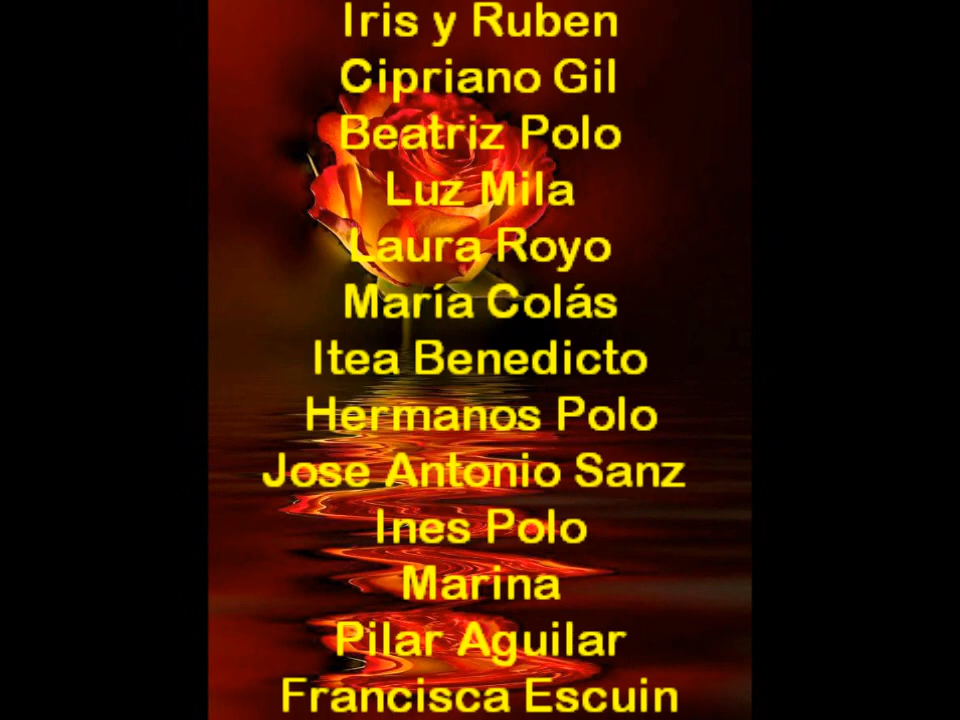 Iris y Ruben
Cipriano Gil
Beatriz Polo
Luz Mila
Laura Royo
María Colás
Itea Benedicto
Hermanos Polo
Jose Antonio Sanz
Ines Polo
Marina
Pilar Aguilar
Francisca Escuin